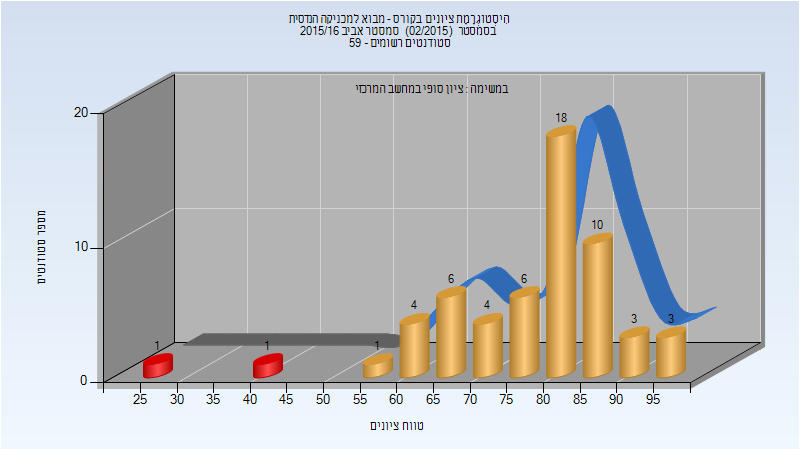 היסטוגרמת ציונים בקורס - מבוא למכניקה הנדסית
בסמסטר (02/2015) סמסטר אביב 2015/16
סטודנטים רשומים - 59
במשימה : ציון סופי במחשב המרכזי
20
10
0
מספר סטודנטים
1
1
1
4
6
4
6
18
10
3
3
25 30 35 40 45 50 55 60 65 70 75 80 85 90 95
טווח ציונים